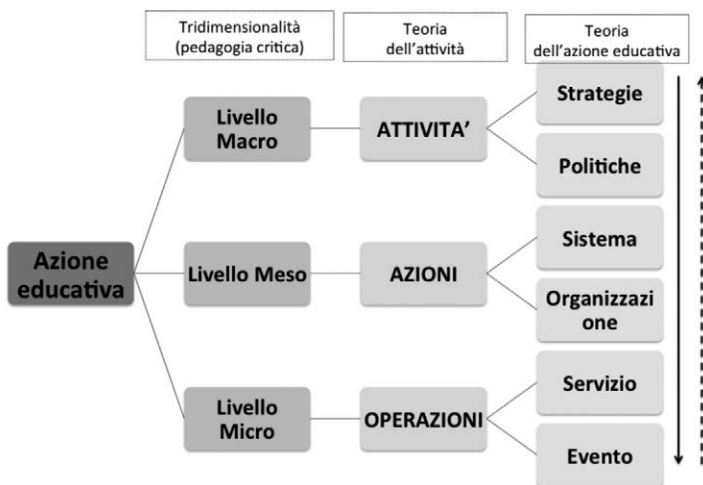 Tridimensionalità
(pedagogia critica)
Teoria
dell'attività
Teoria
dell'azione educativa
Azione
educativa
Livello
Macro
ATTIVITA'
Strategie
Politiche
Livello Meso
AZIONI
Sistema
Organizzazi
one
Livello
Micro
OPERAZIONI
Servizio
Evento